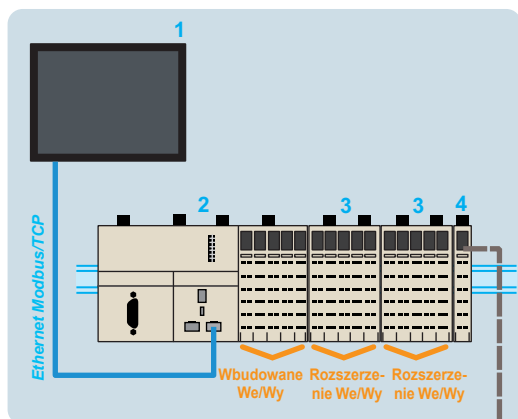 1
2
3
3
4
Ethernet Modbus/TCP
Wbudowane
We/Wy
Rozszerze-
nie We/Wy
Rozszerze-
nie We/Wy